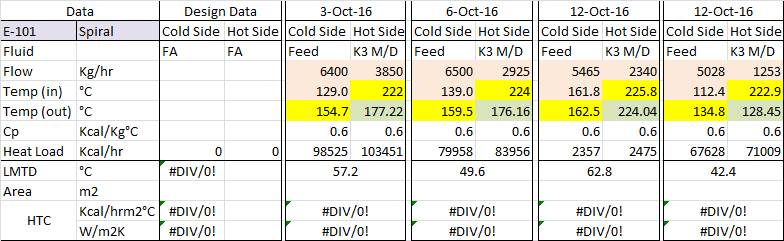 Data Design Data 3-Oct-16 6-Oct-16 12-Oct-16 12-Oct-16
E-101 Spiral Cold Side Hot Side Cold Side Hot Side Cold Side Hot Side Cold Side Hot Side Cold Side Hot Side
Fluid FA FA Feed K3 M/D Feed K3 M/D Feed K3 M/D Feed K3 M/D
Flow Kg/hr 6400 3850 6500 2925 5465 2340 5028 1253
Temp (in) °C 129.0 222 139.0 224 161.8 225.8 112.4 222.9
Temp (out) °C 154.7 177.22 159.5 176.16 162.5 224.04 134.8 128.45
Cp Kcal/Kg°C 0.6 0.6 0.6 0.6 0.6 0.6 0.6 0.6
Heat Load Kcal/hr 0 0 98525 103451 79958 83956 2357 2475 67628 71009
LMTD °C #DIV/0! 57.2 49.6 62.8 42.4
Area m2
HTC Kcal/hrm2°C #DIV/0! #DIV/0! #DIV/0! #DIV/0! #DIV/0!
W/m2K #DIV/0! #DIV/0! #DIV/0! #DIV/0! #DIV/0!